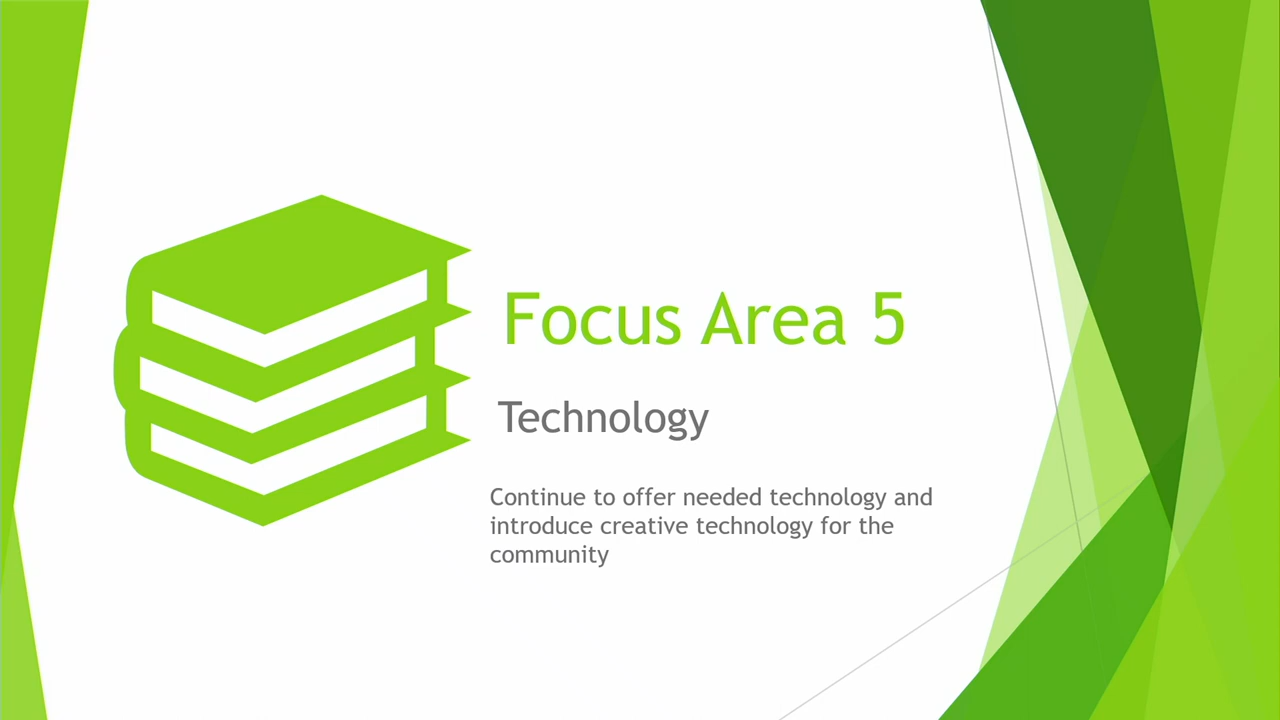 Focus Area 5
Technology
Continue to offer needed technology and
introduce creative technology for the
community